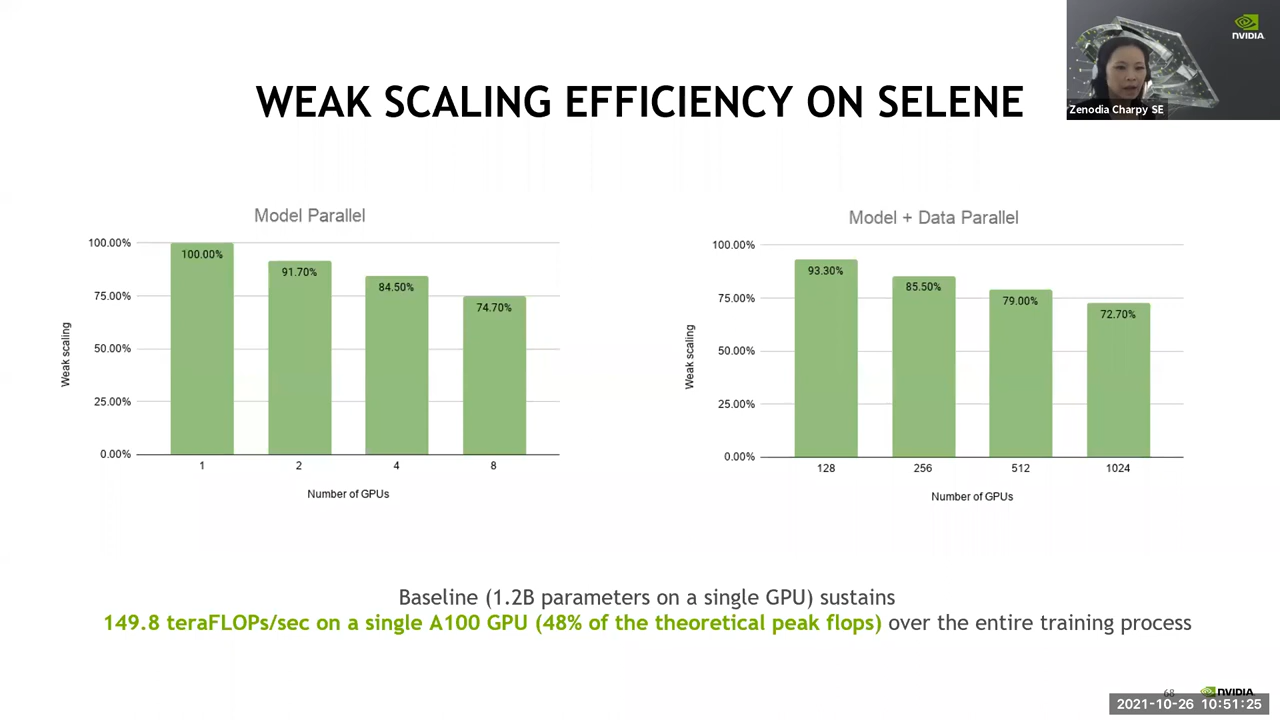 NVIDIA
Zenodia Charpy SE
WEAK SCALING EFFICIENCY ON SELENE
Model Parallel
100.00%
75.00%
50.00%
25.00%
0.00%
Weak scaling
100.00%
91.70%
84.50%
74.70%
1 2 4 8
Number of GPUs
Model + Data Parallel
100.00%
75.00%
50.00%
25.00%
0.00%
Weak scaling
93.30%
85.50%
79.00%
72.70%
128 256 512 1024
Number of GPUs
Baseline (1.2B parameters on a single GPU) sustains
149.8 teraFLOPs/sec on a single A100 GPU (48% of the theoretical peak flops) over the entire training process
68
NVIDIA
2021-10-26 10:51:25